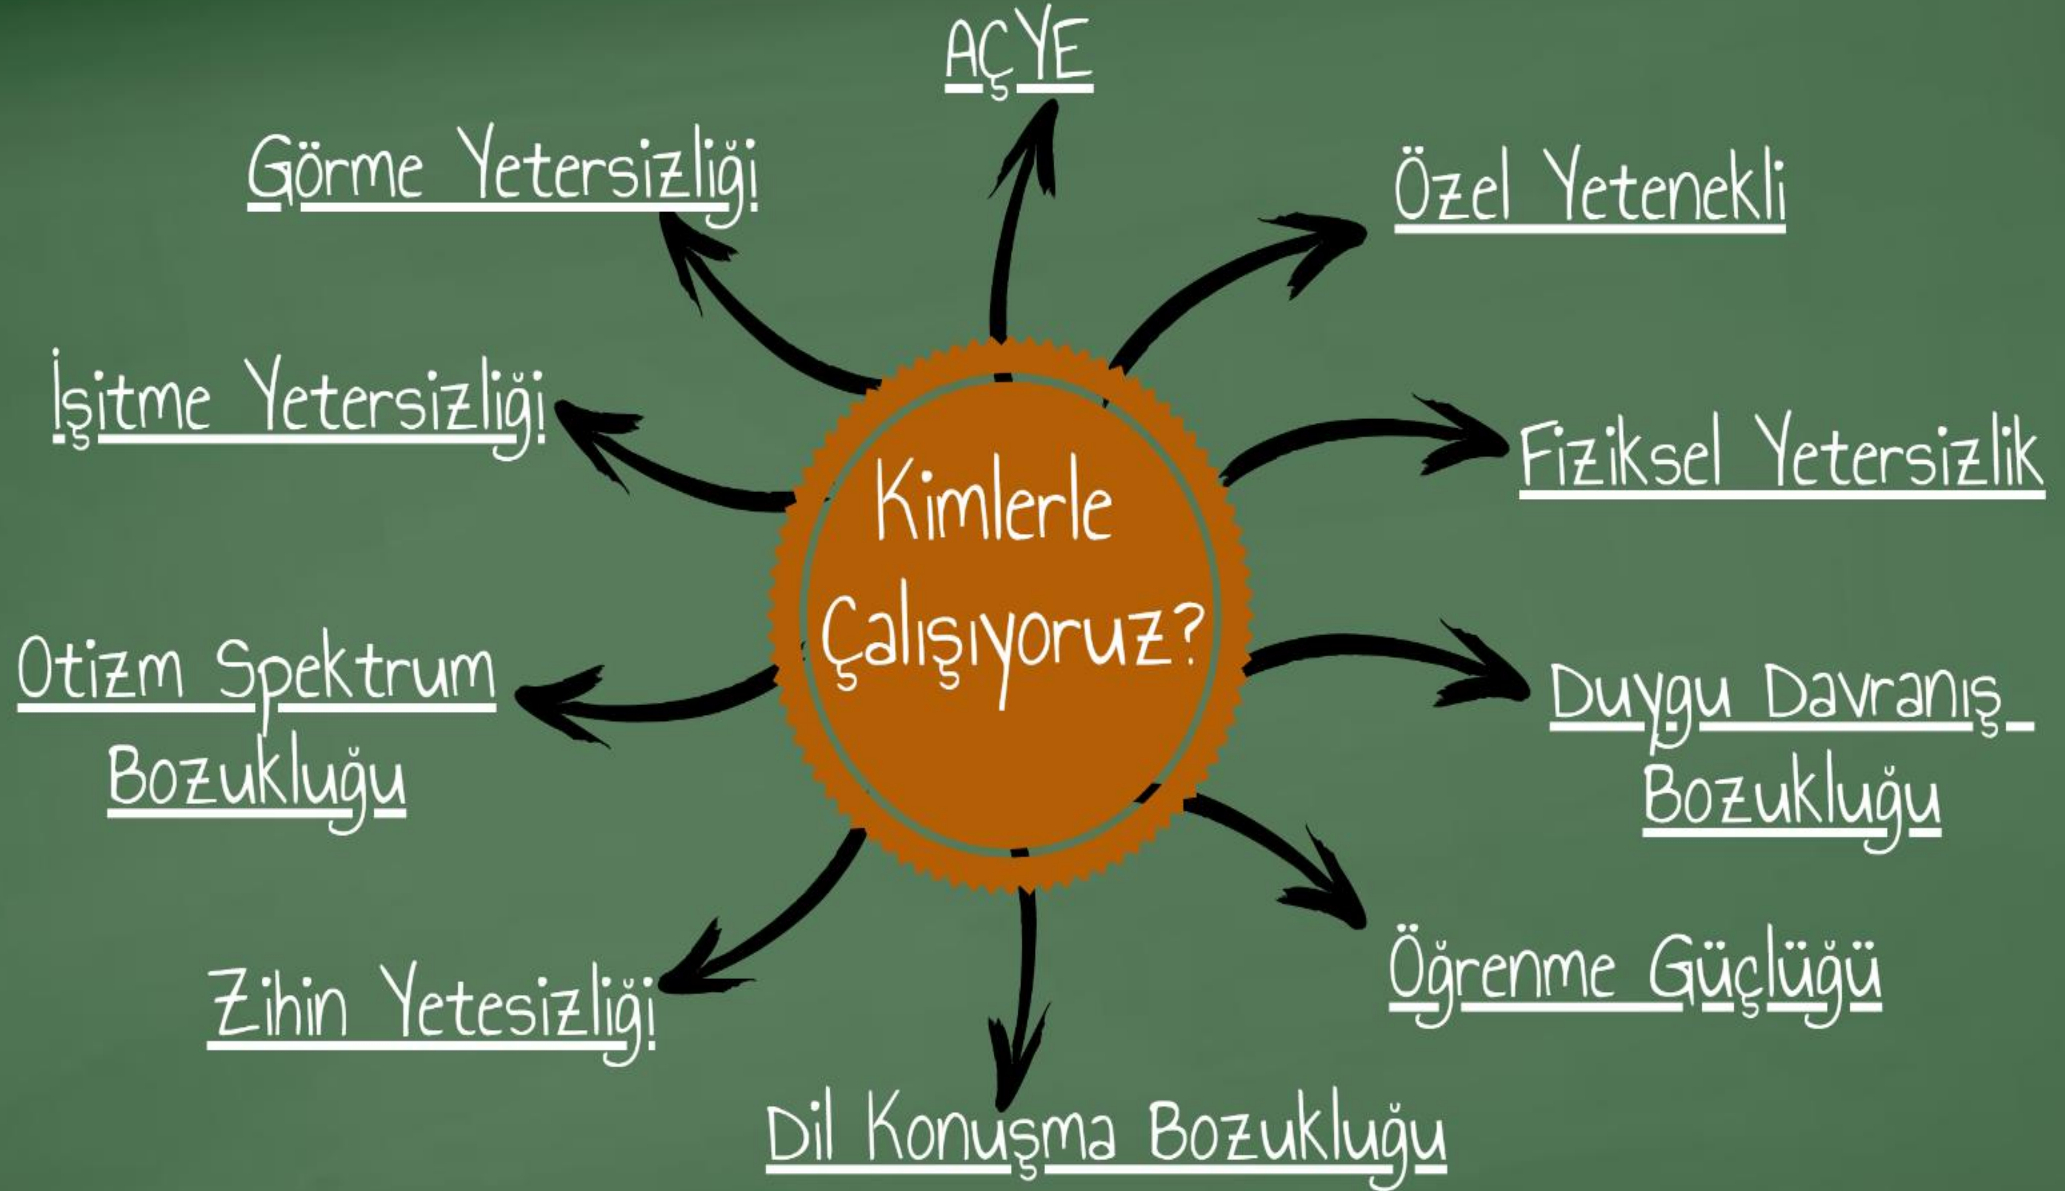 AÇYE
Görme Yetersizliği
Özel Yetenekli
İşitme Yetersizliği
Fiziksel Yetersizlik
Kimlerle
Çalışıyoruz?
Otizm Spektrum
Bozukluğu
Duygu Davranış
Bozukluğu
Zihin Yetesizliği
Öğrenme Güçlüğü
Dil Konuşma Bozukluğu